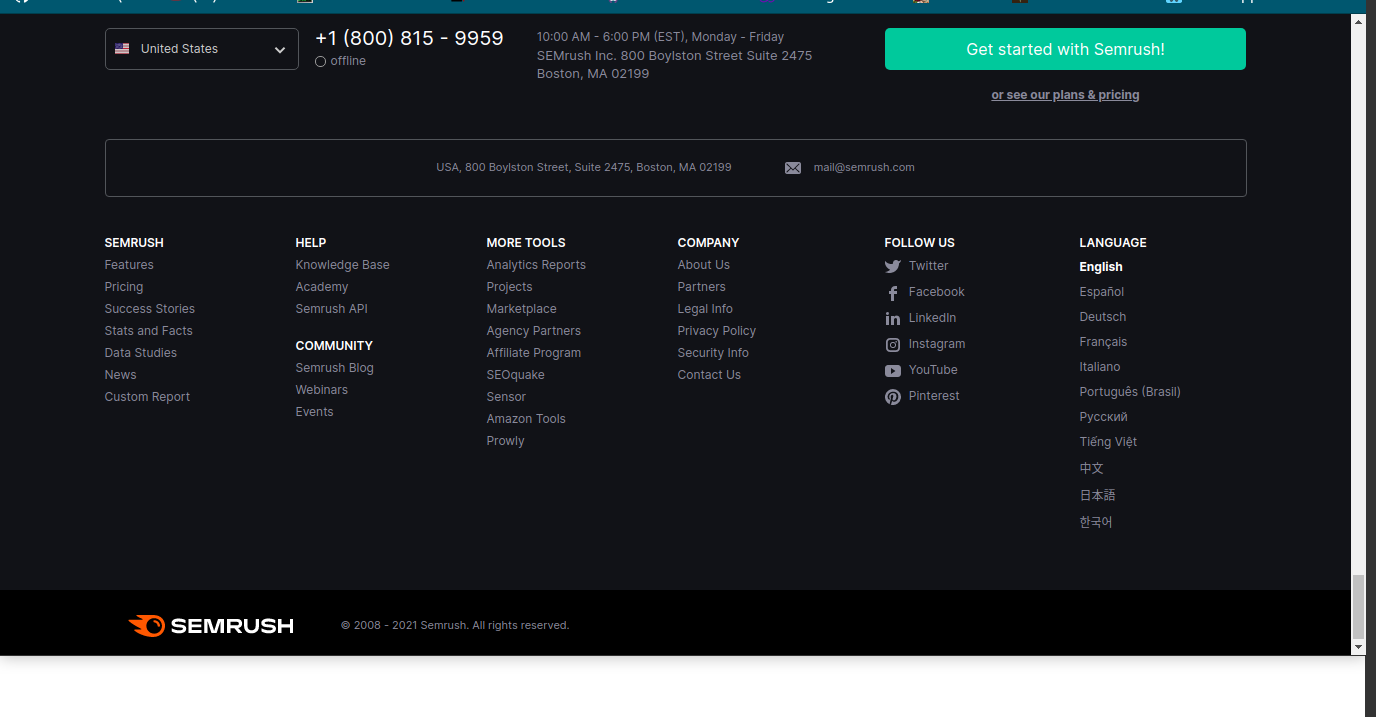 United States
+1 (800) 815 - 9959
offline
10:00 AM - 6:00 PM (EST), Monday - Friday
SEMrush Inc. 800 Boylston Street Suite 2475
Boston, MA 02199
Get started with Semrush!
or see our plans & pricing
USA, 800 Boylston Street, Suite 2475, Boston, MA 02199
mail@semrush.com
SEMRUSH
Features
Pricing
Success Stories
Stats and Facts
Data Studies
News
Custom Report
HELP
Knowledge Base
Academy
Semrush API
COMMUNITY
Semrush Blog
Webinars
Events
MORE TOOLS
Analytics Reports
Projects
Marketplace
Agency Partners
Affiliate Program
SEOquake
Sensor
Amazon Tools
Prowly
COMPANY
About Us
Partners
Legal Info
Privacy Policy
Security Info
Contact Us
FOLLOW US
Twitter
Facebook
LinkedIn
Instagram
YouTube
Pinterest
LANGUAGE
English
Español
Deutsch
Français
Italiano
Português (Brasil)
Русский
Tiếng Việt
中文
日本語
한국어
SEMRUSH
© 2008 - 2021 Semrush. All rights reserved.